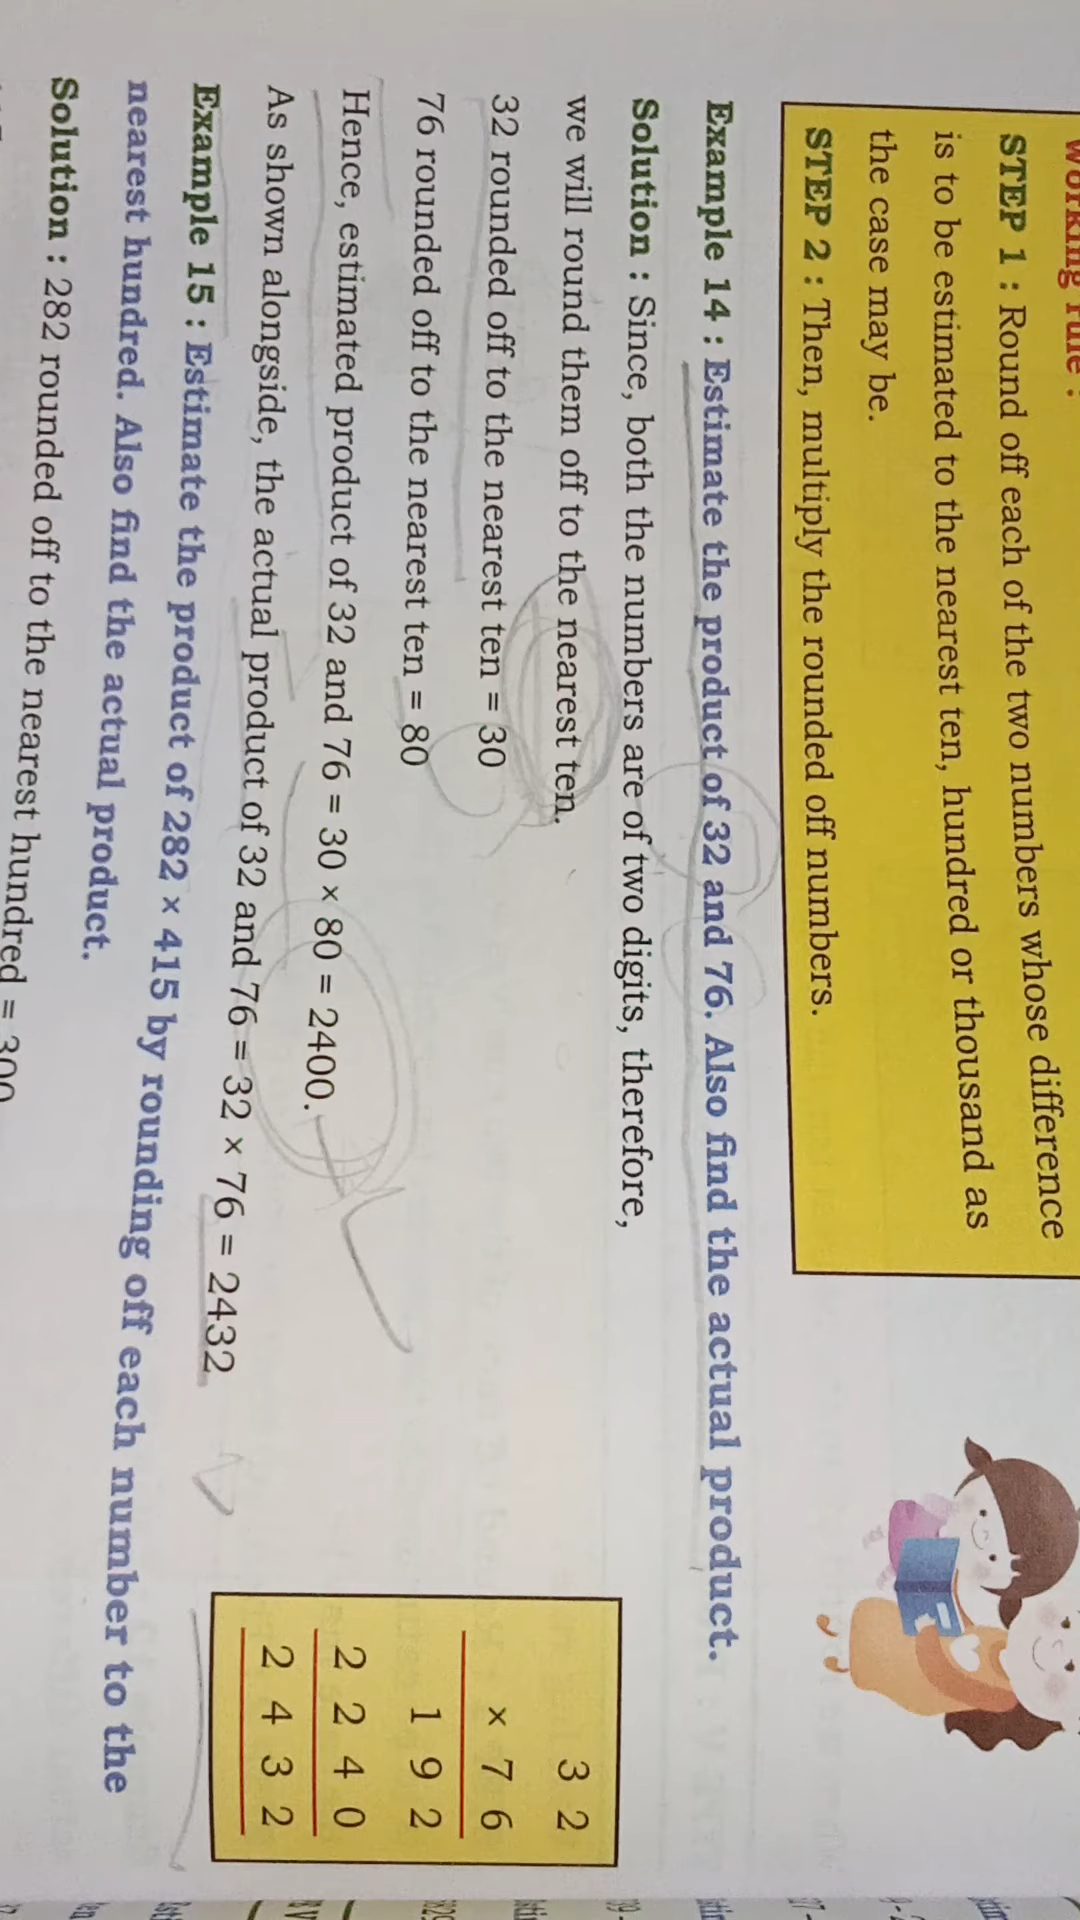 Working rule :
STEP 1 : Round off each of the two numbers whose difference
is to be estimated to the nearest ten, hundred or thousand as
the case may be.
STEP 2 : Then, multiply the rounded off numbers.
Example 14 : Estimate the product of 32 and 76. Also find the actual product.
Solution : Since, both the numbers are of two digits, therefore,
we will round them off to the nearest ten.
32 rounded off to the nearest ten = 30
76 rounded off to the nearest ten = 80
Hence, estimated product of 32 and 76 = 30 × 80 = 2400.
As shown alongside, the actual product of 32 and 76 = 32 × 76 = 2432
3 2
× 7 6
1 9 2
2 2 4 0
2 4 3 2
Example 15 : Estimate the product of 282 × 415 by rounding off each number to the
nearest hundred. Also find the actual product.
Solution : 282 rounded off to the nearest hundred = 300